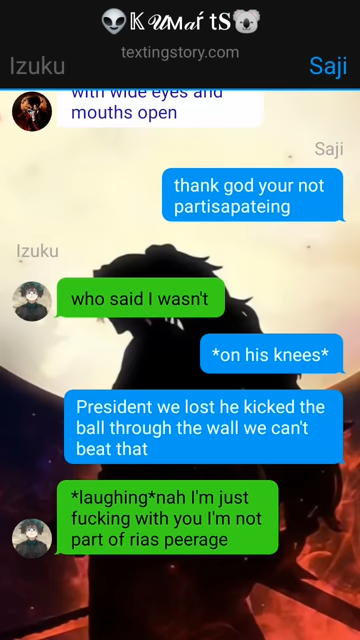 👽𝕂𝓤𝓜𝓪ŕ 𝕥𝐒🐨
textingstory.com
Izuku
Saji
with wide eyes and
mouths open
Saji
thank god your not
partisapateing
Izuku
who said I wasn't
*on his knees*
President we lost he kicked the
ball through the wall we can't
beat that
*laughing*nah I'm just
fucking with you I'm not
part of rias peerage